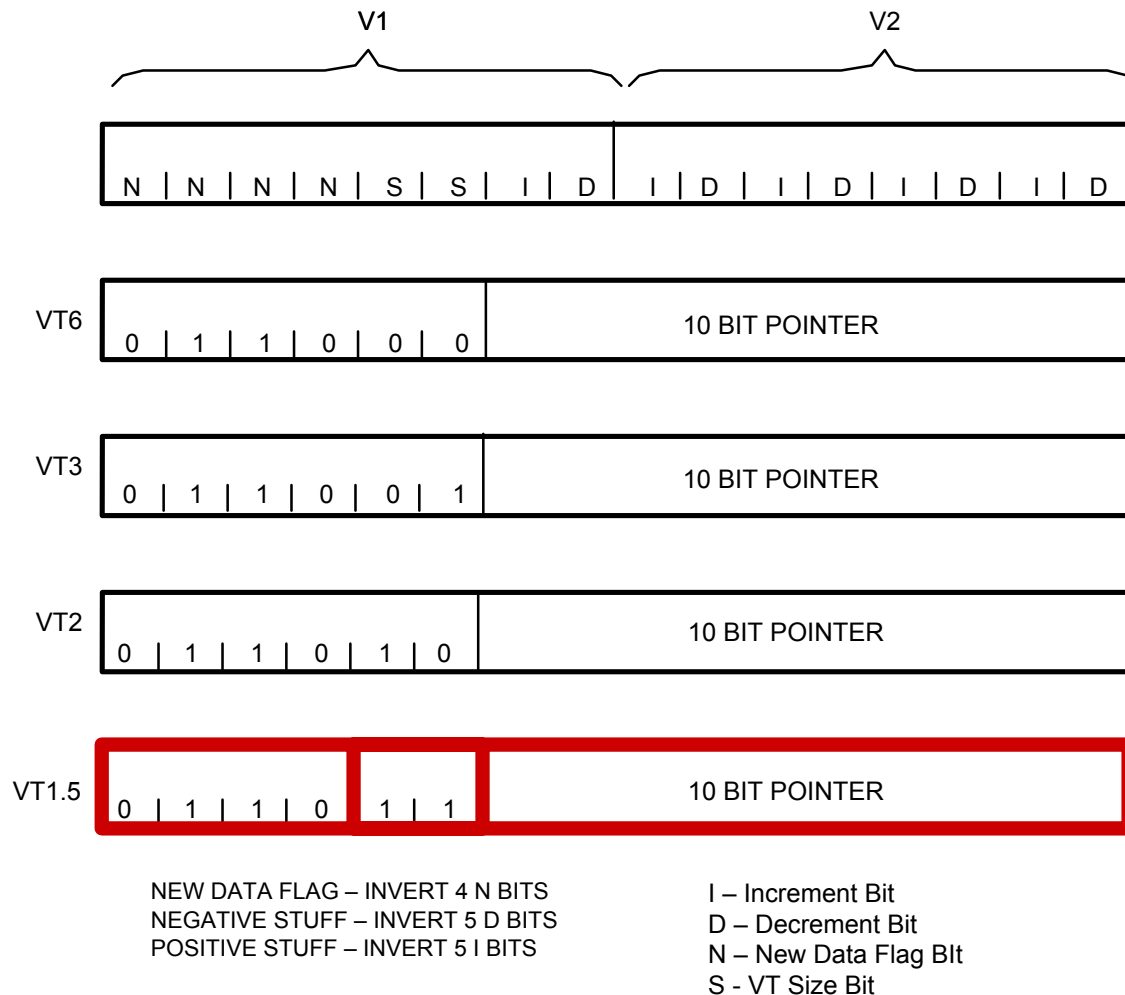 V1 V2
N | N | N | N | S | S | I | D I | D | I | D | I | D | I | D
VT6 0 | 1 | 1 | 0 | 0 | 0 10 BIT POINTER
VT3 0 | 1 | 1 | 0 | 0 | 1 10 BIT POINTER
VT2 0 | 1 | 1 | 0 | 1 | 0 10 BIT POINTER
VT1.5 0 | 1 | 1 | 0 1 | 1 10 BIT POINTER
NEW DATA FLAG – INVERT 4 N BITS
NEGATIVE STUFF – INVERT 5 D BITS
POSITIVE STUFF – INVERT 5 I BITS
I – Increment Bit
D – Decrement Bit
N – New Data Flag BIt
S - VT Size Bit